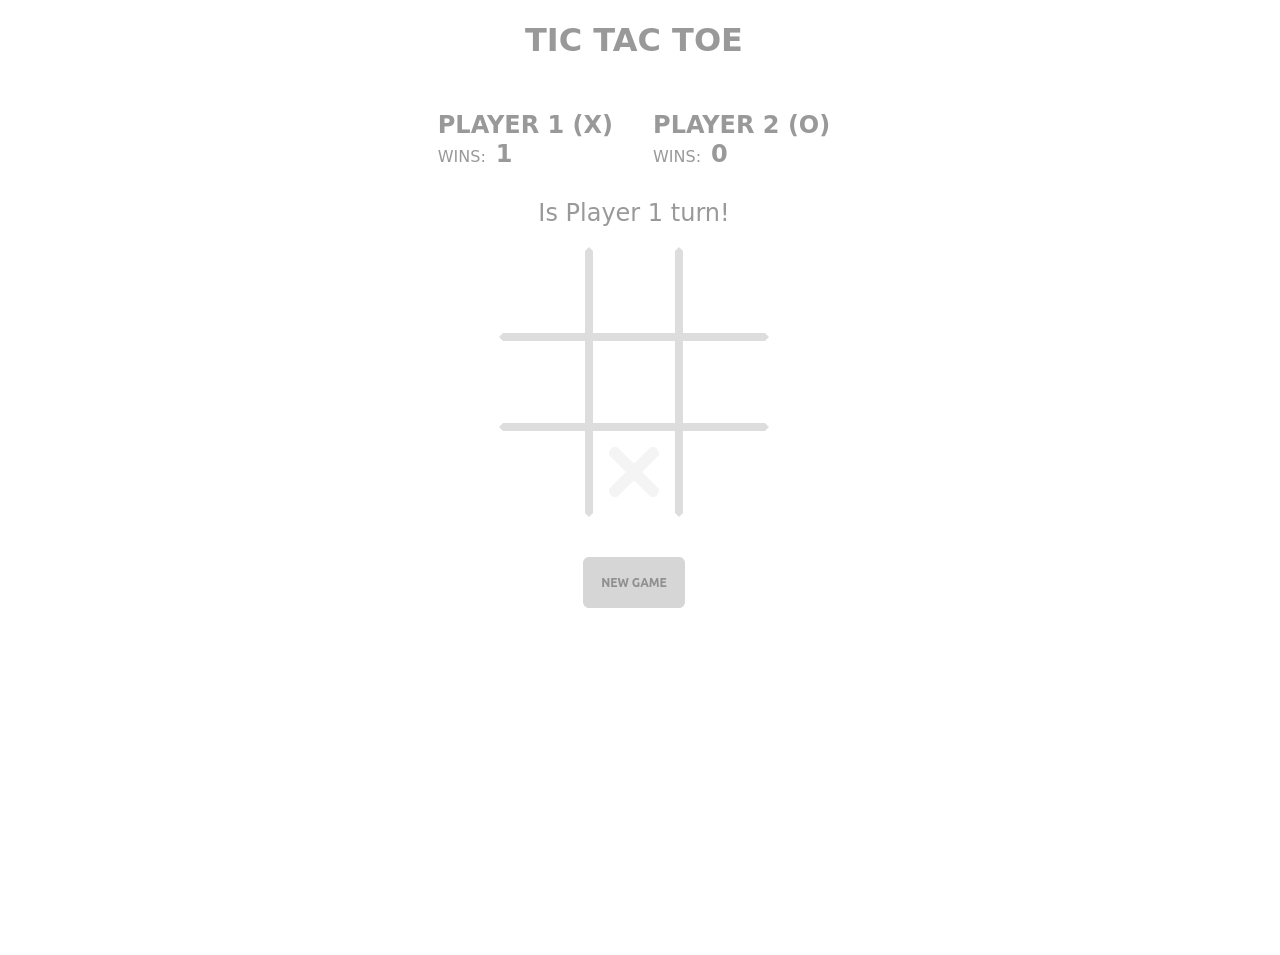 TIC TAC TOE
PLAYER 1 (X)
WINS: 1
PLAYER 2 (O)
WINS: 0
Is Player 1 turn!
NEW GAME